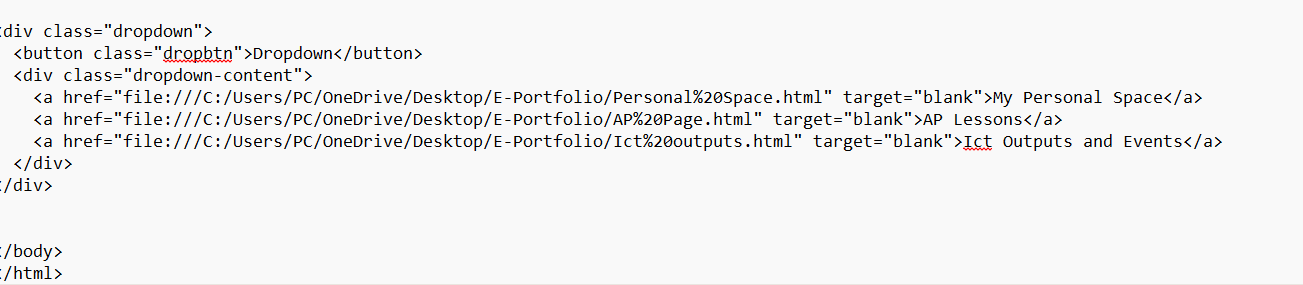 <div class="dropdown">
<button class="dropbtn">Dropdown</button>
<div class="dropdown-content">
<a href="file:///C:/Users/PC/OneDrive/Desktop/E-Portfolio/Personal%20Space.html" target="blank">My Personal Space</a>
<a href="file:///C:/Users/PC/OneDrive/Desktop/E-Portfolio/AP%20Page.html" target="blank">AP Lessons</a>
<a href="file:///C:/Users/PC/OneDrive/Desktop/E-Portfolio/Ict%20outputs.html" target="blank">Ict Outputs and Events</a>
</div>
</div>
</body>
</html>